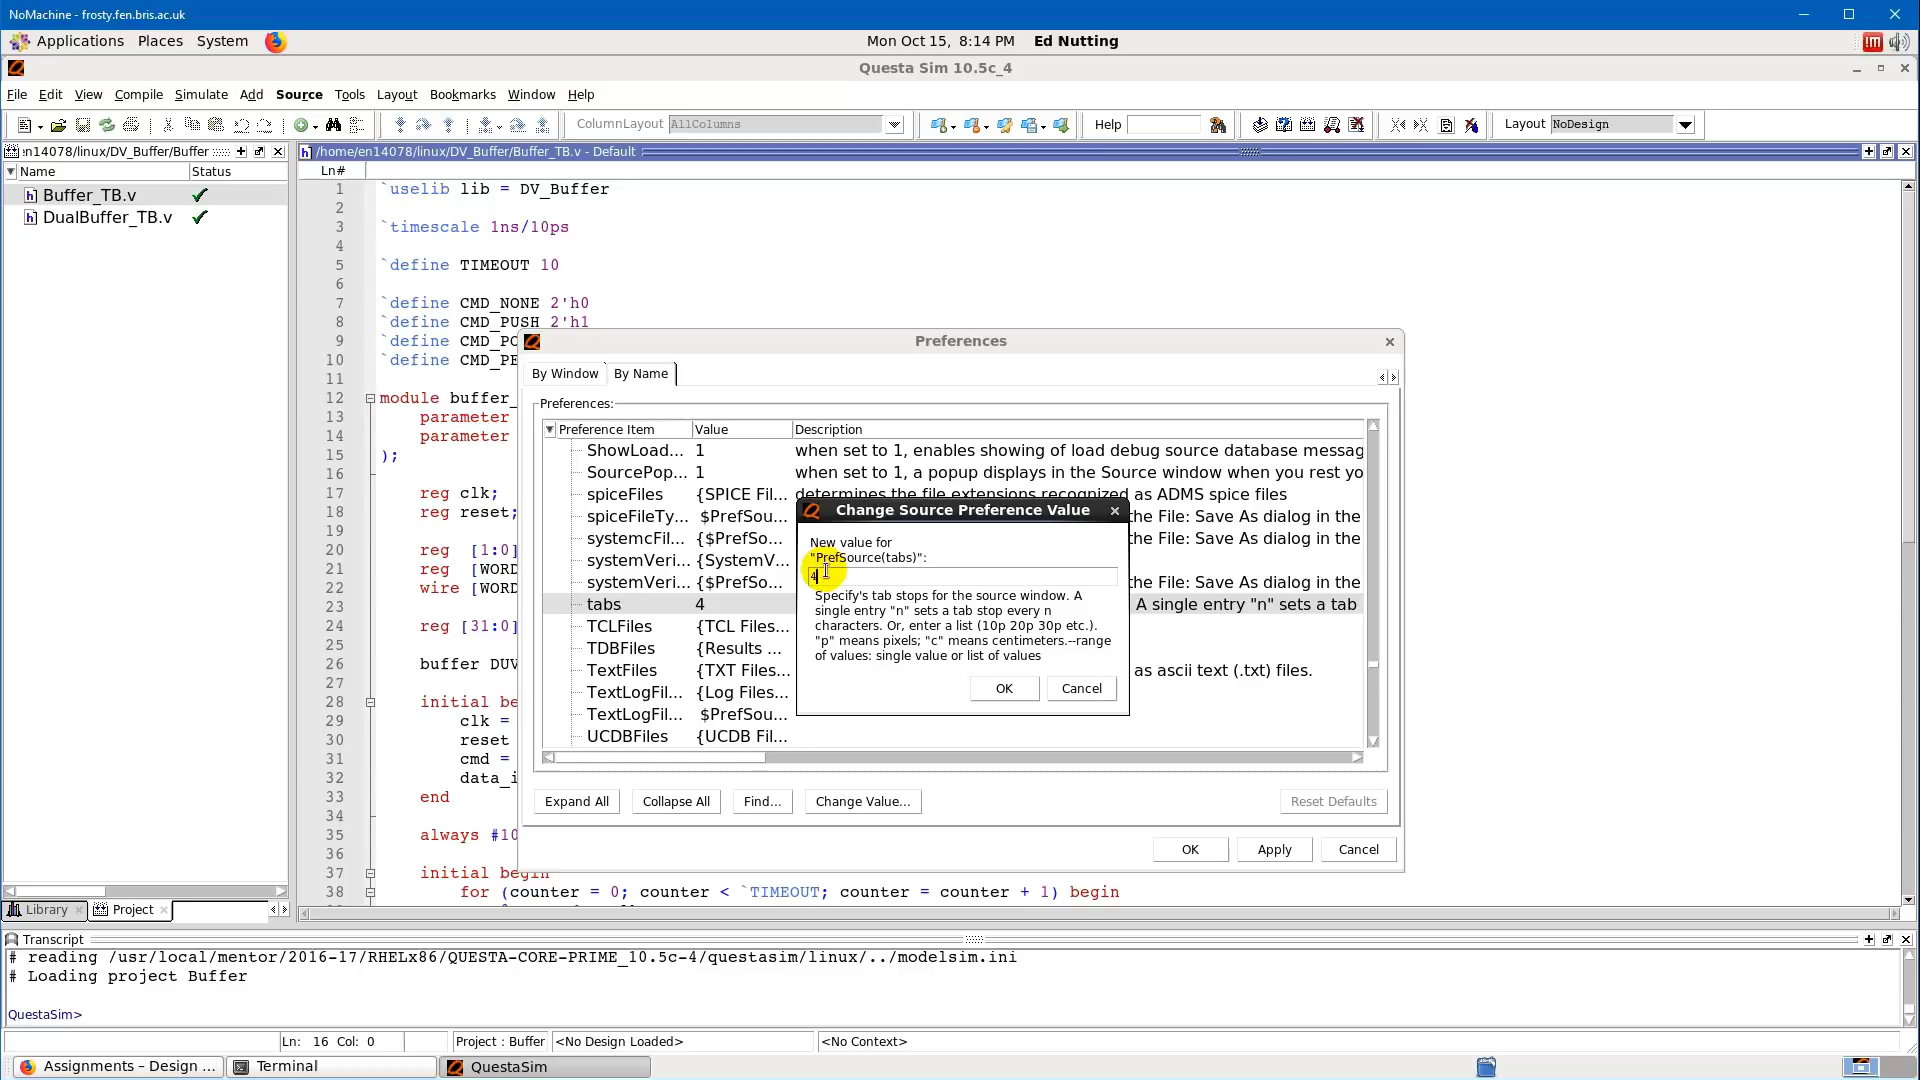 NoMachine - frosty.fen.bris.ac.uk
Applications Places System Mon Oct 15, 8:14 PM Ed Nutting
Questa Sim 10.5c_4
File Edit View Compile Simulate Add Source Tools Layout Bookmarks Window Help
ColumnLayout AllColumns Help Layout NoDesign
:n14078/linux/DV_Buffer/Buffer
/home/en14078/linux/DV_Buffer/Buffer_TB.v - Default
Name Status
Buffer_TB.v
DualBuffer_TB.v
Ln#
1 `uselib lib = DV_Buffer
2
3 `timescale 1ns/10ps
4
5 `define TIMEOUT 10
6
7 `define CMD_NONE 2'h0
8 `define CMD_PUSH 2'h1
9 `define CMD_PO
10 `define CMD_PE
11
12 module buffer_
13 parameter
14 parameter
15 );
16
17 reg clk;
18 reg reset;
19
20 reg [1:0]
21 reg [WORD
22 wire [WORD
23
24 reg [31:0]
25
26 buffer DUV
27
28 initial be
29 clk =
30 reset
31 cmd =
32 data_i
33 end
34
35 always #10
36
37 initial begin
38 for (counter = 0; counter < `TIMEOUT; counter = counter + 1) begin
Preferences
By Window By Name
Preferences:
Preference Item Value Description
ShowLoad... 1 when set to 1, enables showing of load debug source database messag
SourcePop... 1 when set to 1, a popup displays in the Source window when you rest yo
spiceFiles {SPICE Fil... determines the file extensions recognized as ADMS spice files
spiceFileTy... $PrefSou... the File: Save As dialog in the
systemcFil... {$PrefSo... the File: Save As dialog in the
systemVeri... {SystemV...
systemVeri... {$PrefSo... the File: Save As dialog in the
tabs 4 A single entry "n" sets a tab
TCLFiles {TCL Files...
TDBFiles {Results ...
TextFiles {TXT Files... as ascii text (.txt) files.
TextLogFil... {Log Files...
TextLogFil... $PrefSou...
UCDBFiles {UCDB Fil...
Expand All Collapse All Find... Change Value... Reset Defaults
OK Apply Cancel
Change Source Preference Value
New value for
"PrefSource(tabs)":
4
Specify's tab stops for the source window. A
single entry "n" sets a tab stop every n
characters. Or, enter a list (10p 20p 30p etc.).
"p" means pixels; "c" means centimeters.--range
of values: single value or list of values
OK Cancel
Library Project
Transcript
# reading /usr/local/mentor/2016-17/RHELx86/QUESTA-CORE-PRIME_10.5c-4/questasim/linux/../modelsim.ini
# Loading project Buffer
QuestaSim>
Ln: 16 Col: 0 Project : Buffer <No Design Loaded> <No Context>
Assignments – Design ... Terminal QuestaSim